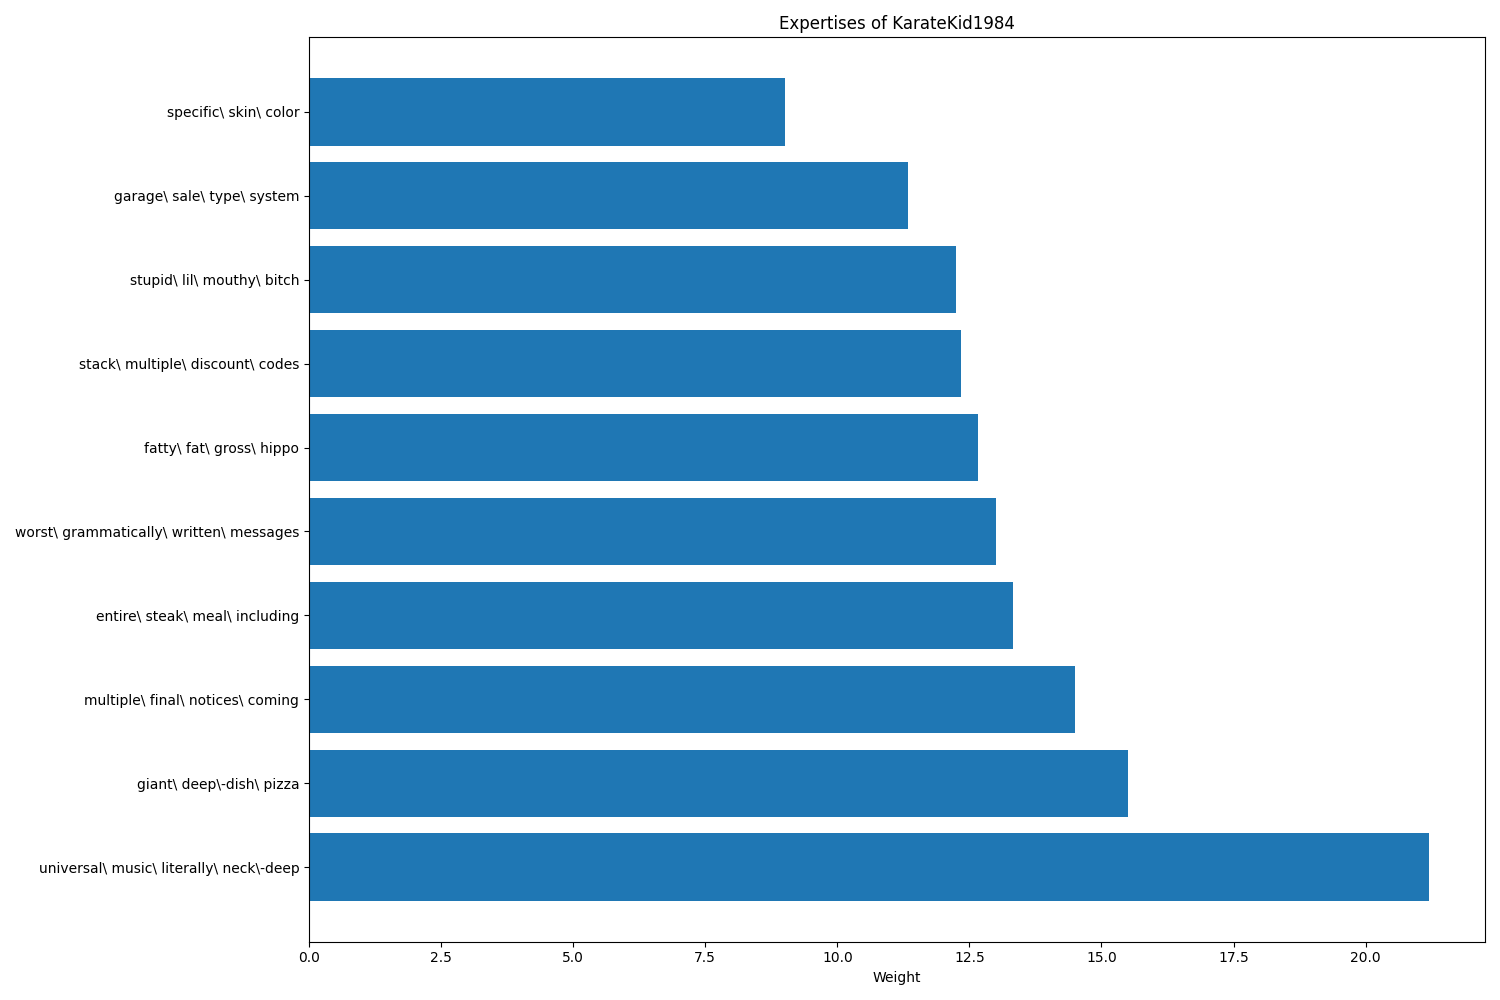 Expertises of KarateKid1984
specific\ skin\ color
garage\ sale\ type\ system
stupid\ lil\ mouthy\ bitch
stack\ multiple\ discount\ codes
fatty\ fat\ gross\ hippo
worst\ grammatically\ written\ messages
entire\ steak\ meal\ including
multiple\ final\ notices\ coming
giant\ deep\-dish\ pizza
universal\ music\ literally\ neck\-deep
0.0 2.5 5.0 7.5 10.0 12.5 15.0 17.5 20.0
Weight